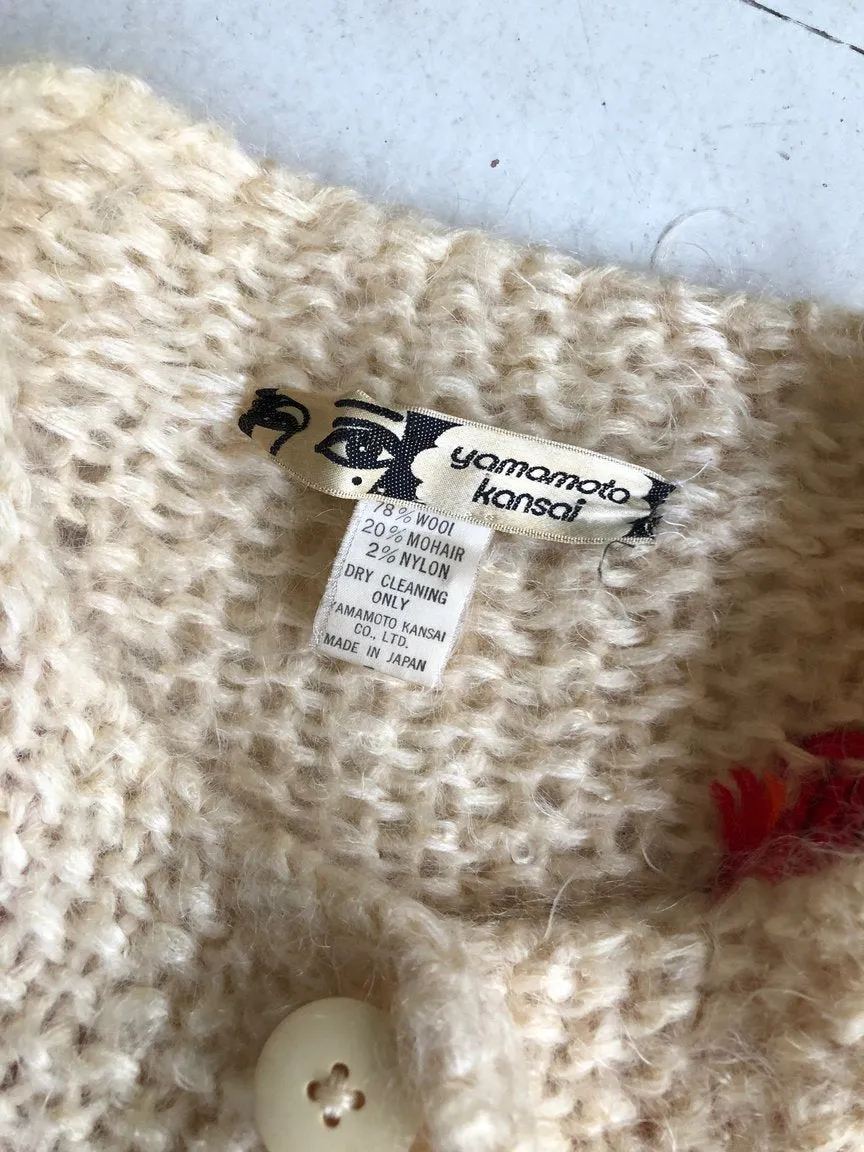 yamamoto
kansai
78% WOOL
20% MOHAIR
2% NYLON
DRY CLEANING
ONLY
YAMAMOTO KANSAI
CO., LTD.
MADE IN JAPAN